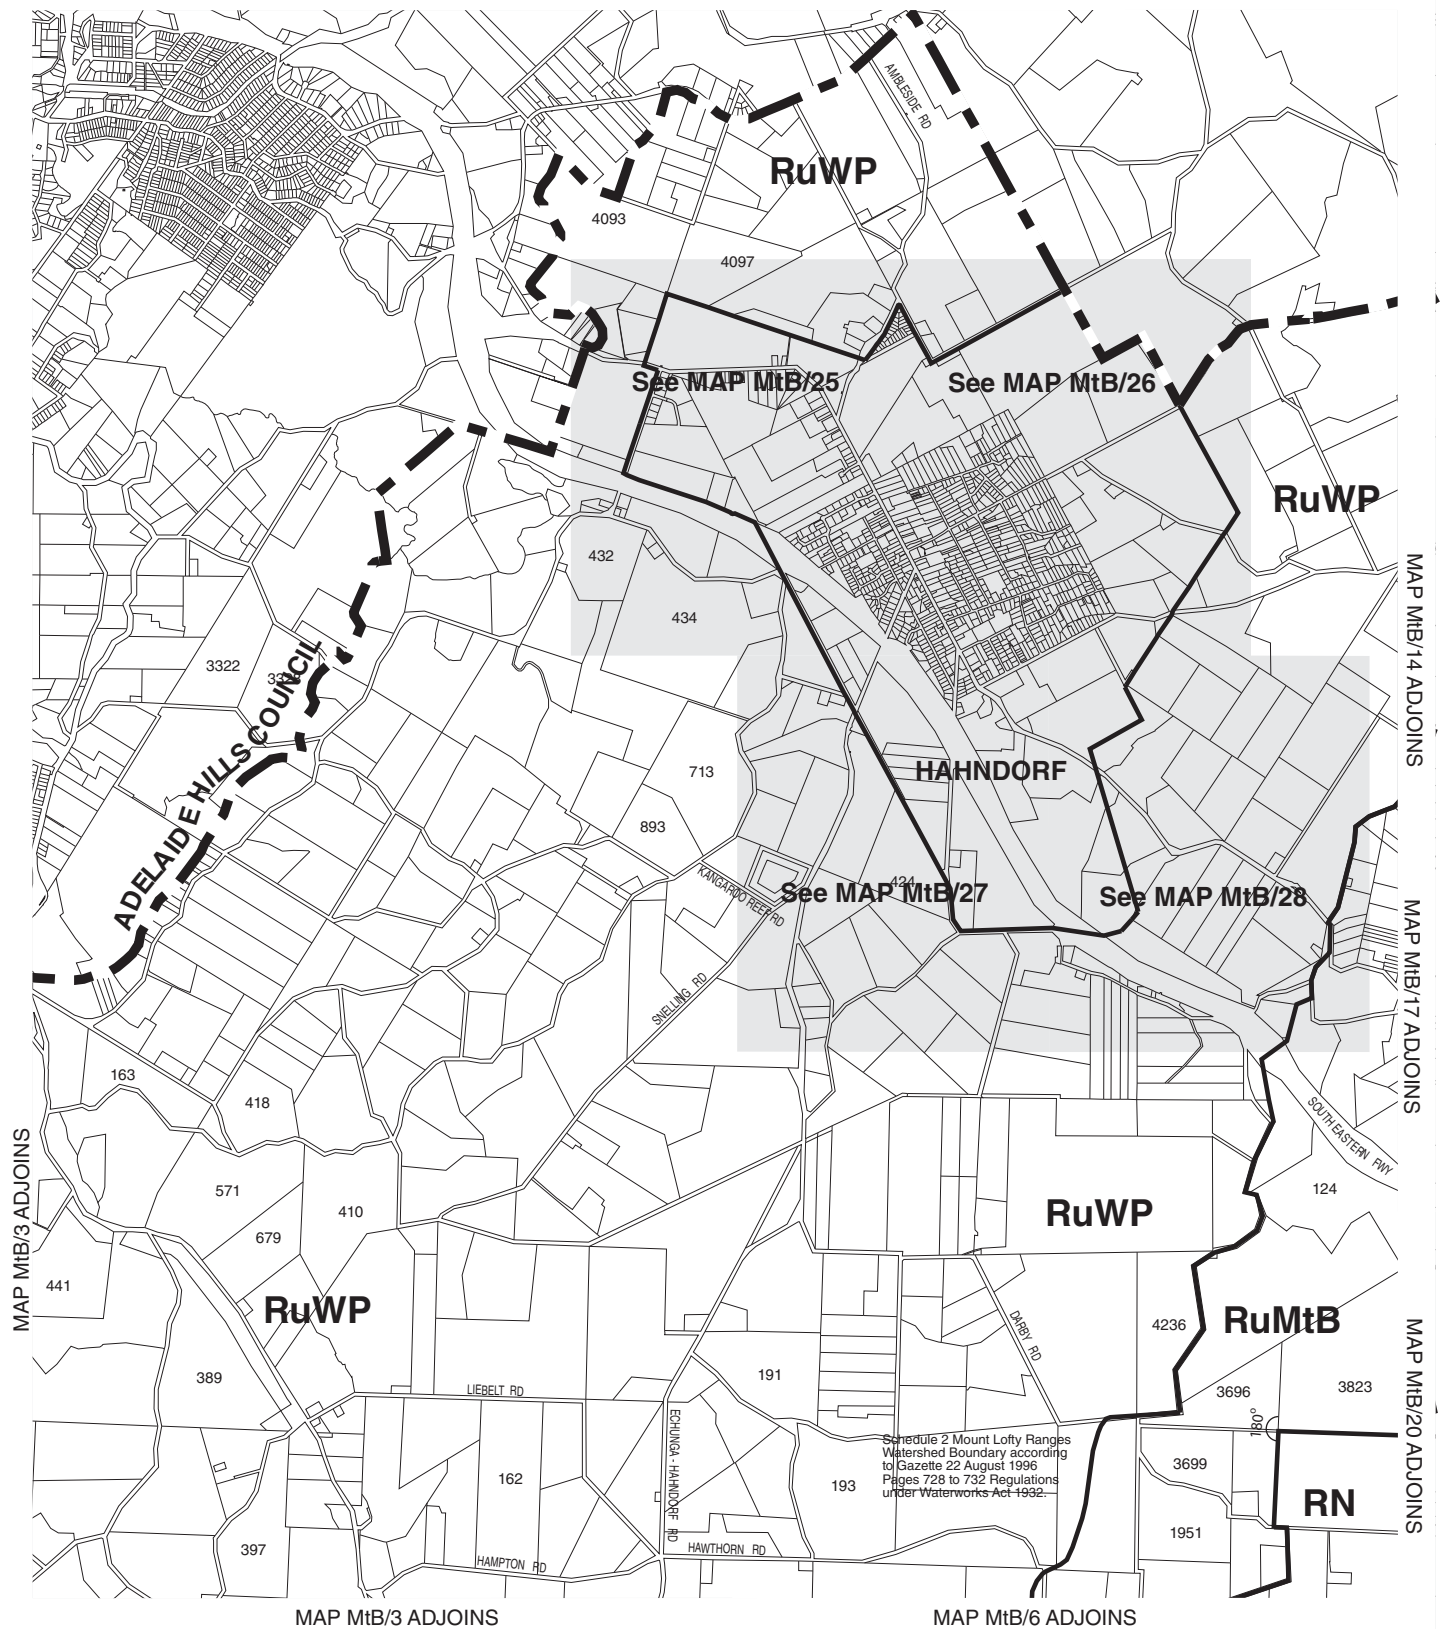 AMBLESIDE RD
RuWP
4093
4097
See MAP MtB/25
See MAP MtB/26
RuWP
432
434
3322
ADELAIDE HILLS COUNCIL
HAHNDORF
713
893
KANGAROO REEF RD
424
See MAP MtB/27
See MAP MtB/28
SNELLING RD
163
418
SOUTH EASTERN FWY
124
571
410
679
RuWP
441
RuWP
4236
RuMtB
DARBY RD
389
191
LIEBELT RD
3696
3823
180°
ECHUNGA - HAHNDORF RD
Schedule 2 Mount Lofty Ranges
Watershed Boundary according
to Gazette 22 August 1996
Pages 728 to 732 Regulations
under Waterworks Act 1932.
3699
162
193
RN
1951
397
HAWTHORN RD
HAMPTON RD
MAP MtB/3 ADJOINS
MAP MtB/14 ADJOINS
MAP MtB/17 ADJOINS
MAP MtB/20 ADJOINS
MAP MtB/3 ADJOINS
MAP MtB/6 ADJOINS